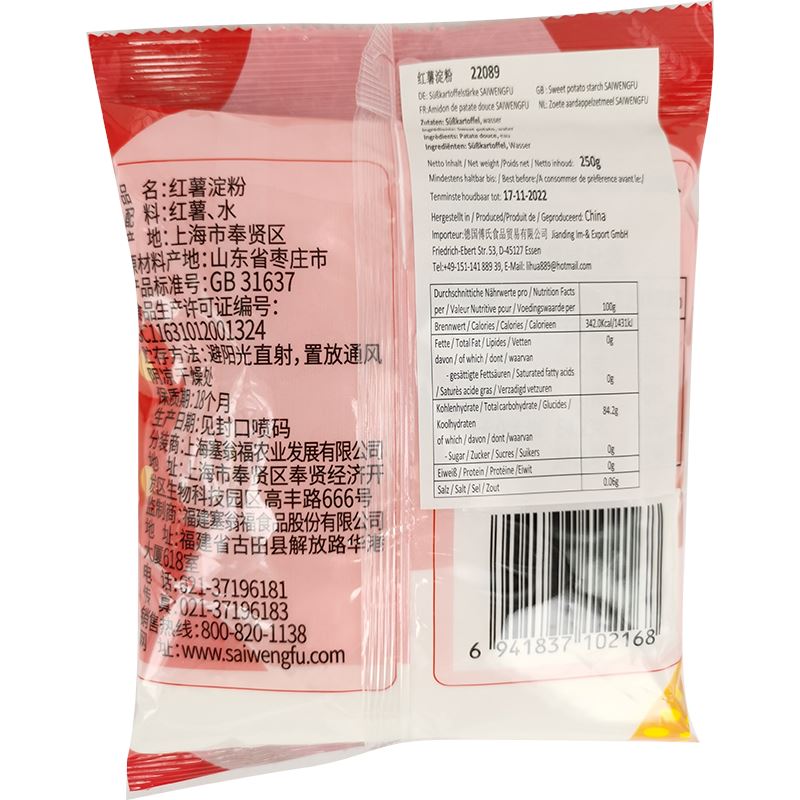 品 名:红薯淀粉
配 料:红薯、水
产 地:上海市奉贤区
原材料产地:山东省枣庄市
产品标准号:GB 31637
食品生产许可证编号:
SC11631012001324
贮存方法:避阳光直射,置放通风
阴凉干燥处
保质期:18个月
生产日期:见封口喷码
分装商:上海塞翁福农业发展有限公司
地 址:上海市奉贤区奉贤经济开
发区生物科技园区高丰路666号
监制商:福建塞翁福食品股份有限公司
地 址:福建省古田县解放路华港
大厦618室
电 话:021-37196181
传 真:021-37196183
销售热线:800-820-1138
网 址:www.saiwengfu.com
红薯淀粉 22089
DE: Süßkartoffelstärke SAIWENGFU GB: Sweet potato starch SAIWENGFU
FR:Amidon de patate douce SAIWENGFU NL: Zoete aardappelzetmeel SAIWENGFU
Zutaten: Süßkartoffel, wasser
Ingredients: Sweet potato, water
Ingrédients: Patate douce, eau
Ingrediënten: Süßkartoffel, Wasser
Netto Inhalt / Net weight /Poids net / Netto inhoud: 250g
Mindestens haltbar bis: / Best before:/A consommer de préférence avant le:/
Tenminste houdbaar tot: 17-11-2022
Hergestellt in / Produced/Produit de / Geproduceerd: China
Importeur:德国傅氏食品贸易有限公司 Jianding Im-& Export GmbH
Friedrich-Ebert Str. 53, D-45127 Essen
Tel:+49-151-141 889 39, E-Mail: lihua889@hotmail.com
Durchschnittliche Nährwerte pro / Nutrition Facts
per / Valeur Nutritive pour / Voedingswaarde per 100g
Brennwert / Calories / Calories / Calorieen 342.0Kcal/1431kJ
Fette / Total Fat / Lipides / Vetten 0g
davon / of which / dont / waarvan
- gesättigte Fettsäuren / Saturated fatty acids
/ Saturés acide gras / Verzadigd vetzuren 0g
Kohlenhydrate / Total carbohydrate / Glucides /
Koolhydraten 84.2g
of which / davon / dont /waarvan
- Sugar / Zucker / Sucres / Suikers 0g
Eiweiß / Protein / Protéine /Eiwit 0g
Salz / Salt / Sel / Zout 0.06g
6 941837 102168